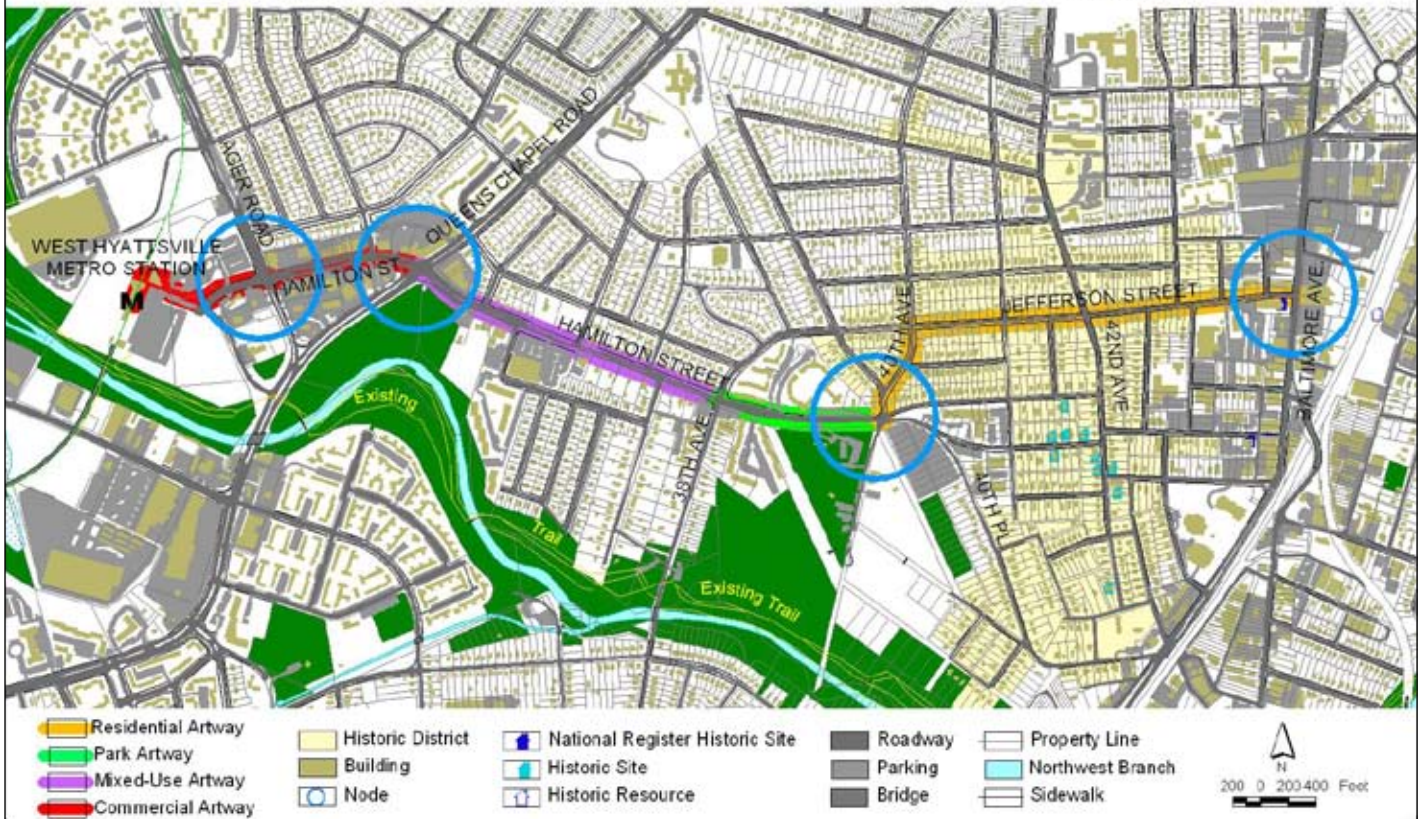 AGER ROAD
QUEENS CHAPEL ROAD
WEST HYATTSVILLE
METRO STATION
M
HAMILTON ST.
HAMILTON STREET
40TH AVE
JEFFERSON STREET
42ND AVE
BALTIMORE AVE.
Existing
38TH AVE.
40TH PL
Trail
Existing Trail
Residential Artway
Park Artway
Mixed-Use Artway
Commercial Artway
Historic District
Building
Node
National Register Historic Site
Historic Site
Historic Resource
Roadway
Parking
Bridge
Property Line
Northwest Branch
Sidewalk
N
200 0 200 400 Feet